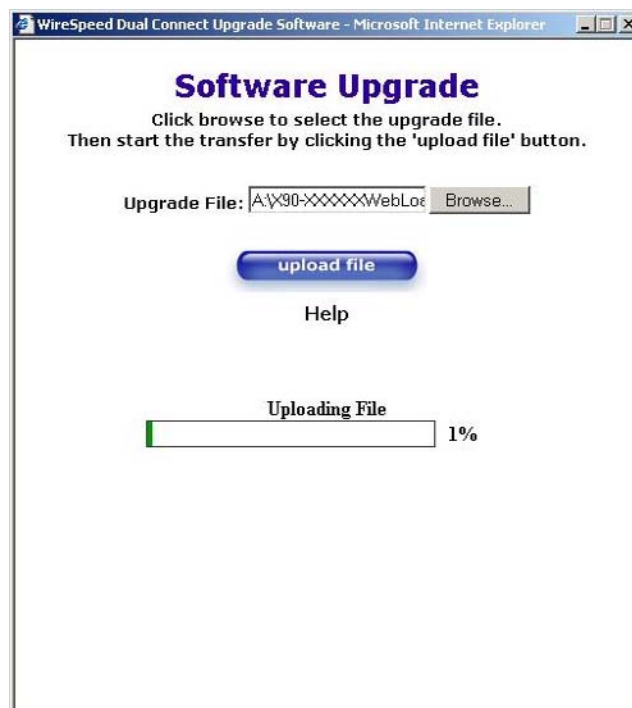 WireSpeed Dual Connect Upgrade Software - Microsoft Internet Explorer
Software Upgrade
Click browse to select the upgrade file.
Then start the transfer by clicking the 'upload file' button.
Upgrade File: A:\X90-XXXXXXWebLoa Browse...
upload file
Help
Uploading File
1%